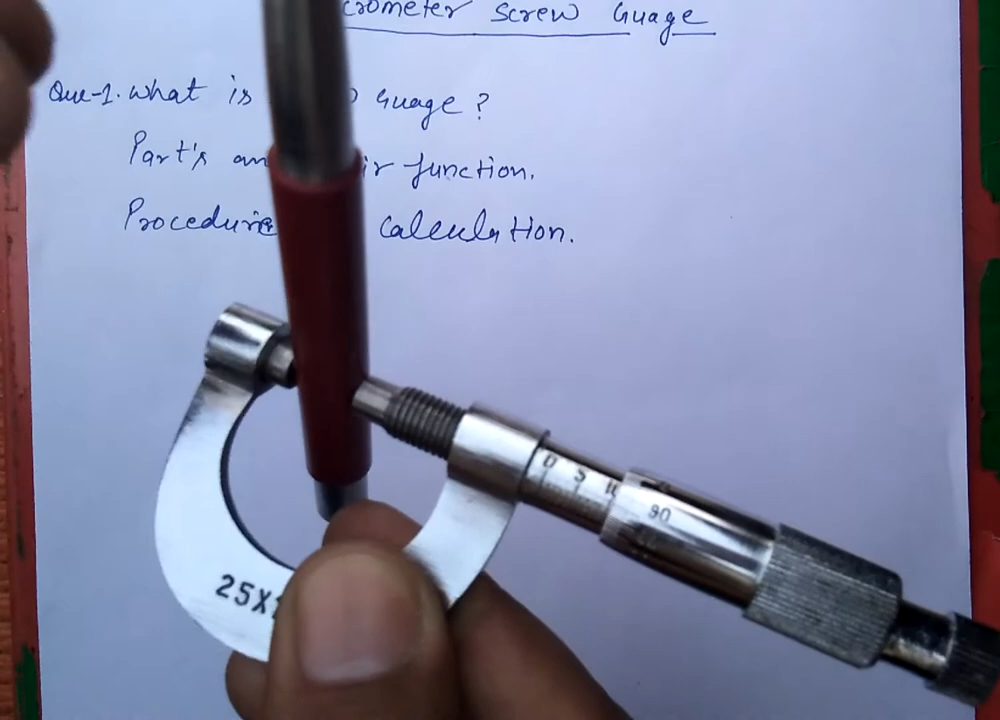 crometer Screw Guage
Que-1. What is Guage?
Part's an ir function.
Procedure Calculation.
0 5 10
90
25X